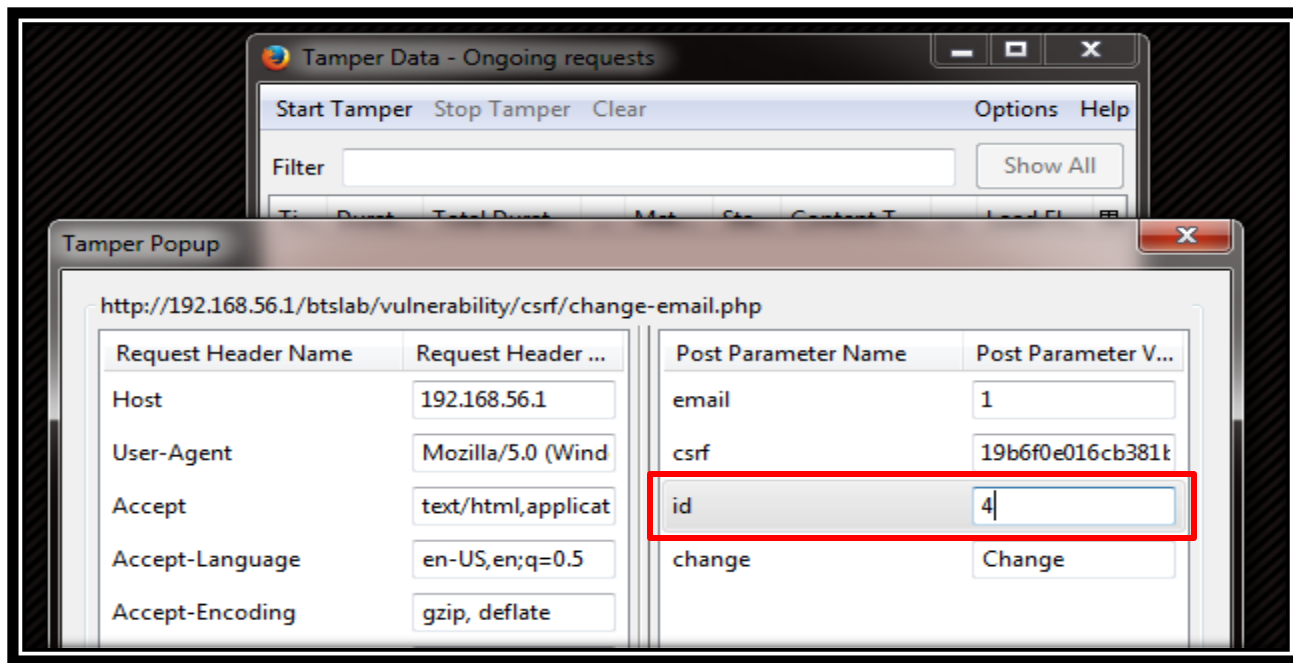 Tamper Data - Ongoing requests
Start Tamper Stop Tamper Clear Options Help
Filter Show All
Tamper Popup
http://192.168.56.1/btslab/vulnerability/csrf/change-email.php
Request Header Name Request Header ... Post Parameter Name Post Parameter V...
Host 192.168.56.1 email 1
User-Agent Mozilla/5.0 (Wind csrf 19b6f0e016cb381
Accept text/html,applicat id 4
Accept-Language en-US,en;q=0.5 change Change
Accept-Encoding gzip, deflate